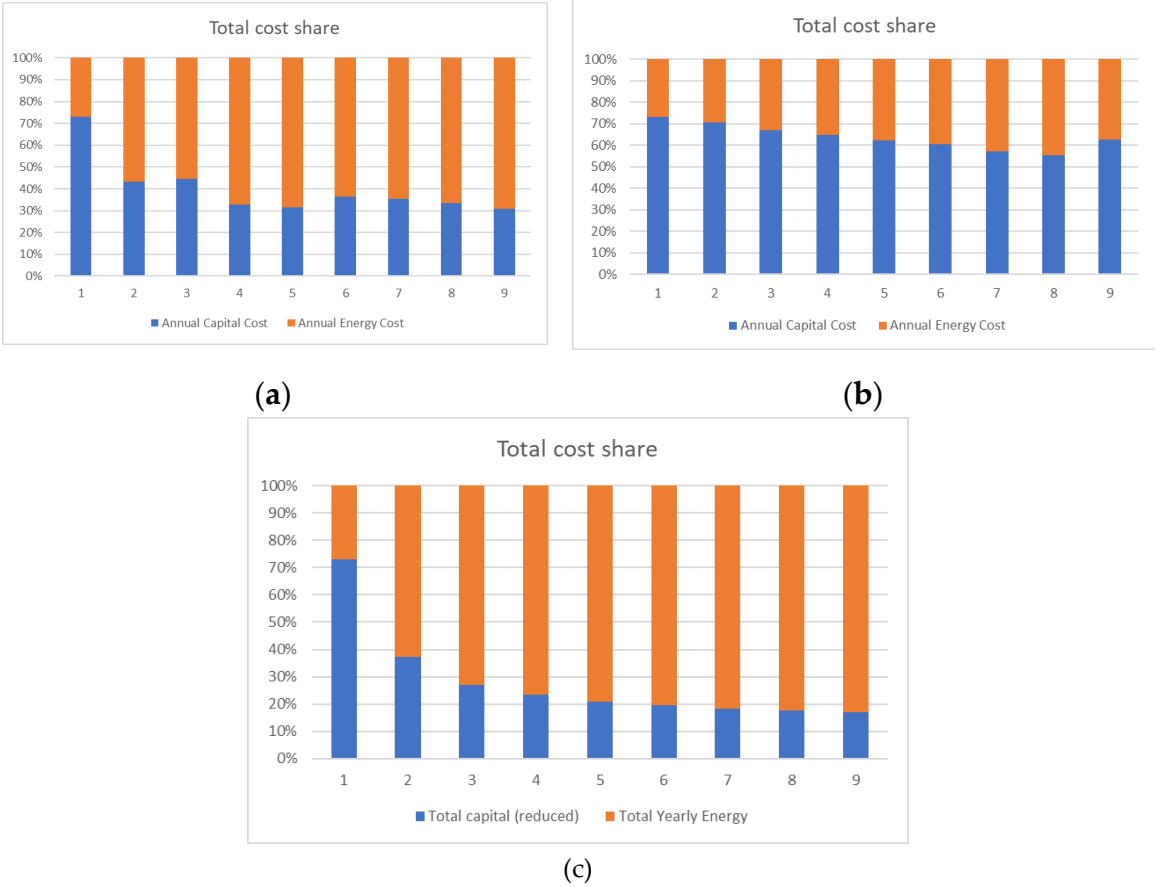 Total cost share
100%
90%
80%
70%
60%
50%
40%
30%
20%
10%
0%
1 2 3 4 5 6 7 8 9
Annual Capital Cost Annual Energy Cost
(a)
Total cost share
100%
90%
80%
70%
60%
50%
40%
30%
20%
10%
0%
1 2 3 4 5 6 7 8 9
Annual Capital Cost Annual Energy Cost
(b)
Total cost share
100%
90%
80%
70%
60%
50%
40%
30%
20%
10%
0%
1 2 3 4 5 6 7 8 9
Total capital (reduced) Total Yearly Energy
(c)